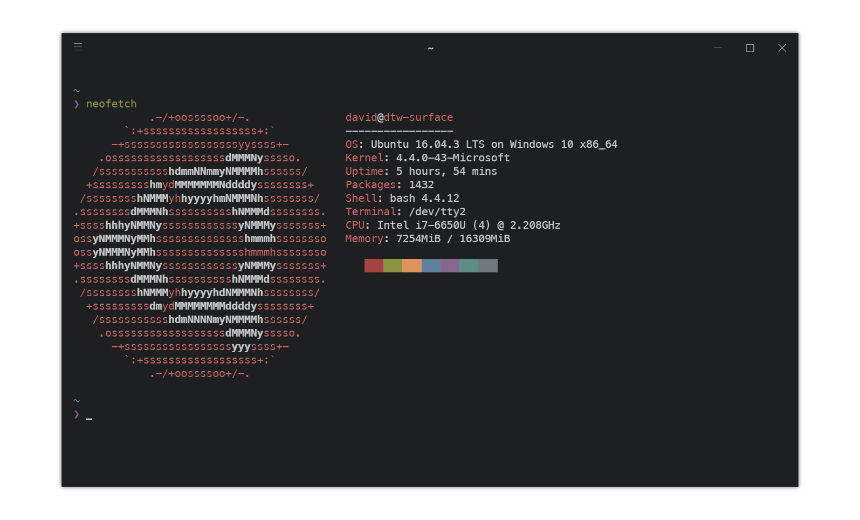 ~
~
❯ neofetch
            .-/+oossssoo+/-.               david@dtw-surface
        `:+ssssssssssssssssss+:`           -----------------
      -+ssssssssssssssssssyyssss+-         OS: Ubuntu 16.04.3 LTS on Windows 10 x86_64
    .ossssssssssssssssssdMMMNysssso.       Kernel: 4.4.0-43-Microsoft
   /ssssssssssshdmmNNmmyNMMMMhssssss/      Uptime: 5 hours, 54 mins
  +ssssssssshmydMMMMMMMNddddyssssssss+     Packages: 1432
 /sssssssshNMMMyhhyyyyhmNMMMNhssssssss/    Shell: bash 4.4.12
.ssssssssdMMMNhsssssssssshNMMMdssssssss.   Terminal: /dev/tty2
+sssshhhyNMMNyssssssssssssyNMMMysssssss+   CPU: Intel i7-6650U (4) @ 2.208GHz
ossyNMMMNyMMhsssssssssssssshmmmhssssssso   Memory: 7254MiB / 16309MiB
ossyNMMMNyMMhsssssssssssssshmmmhssssssso
+sssshhhyNMMNyssssssssssssyNMMMysssssss+
.ssssssssdMMMNhsssssssssshNMMMdssssssss.
 /sssssssshNMMMyhhyyyyhdNMMMNhssssssss/
  +sssssssssdmydMMMMMMMMddddyssssssss+
   /ssssssssssshdmNNNNmyNMMMMhssssss/
    .ossssssssssssssssssdMMMNysssso.
      -+sssssssssssssssssyyyssss+-
        `:+ssssssssssssssssss+:`
            .-/+oossssoo+/-.
~
❯ _